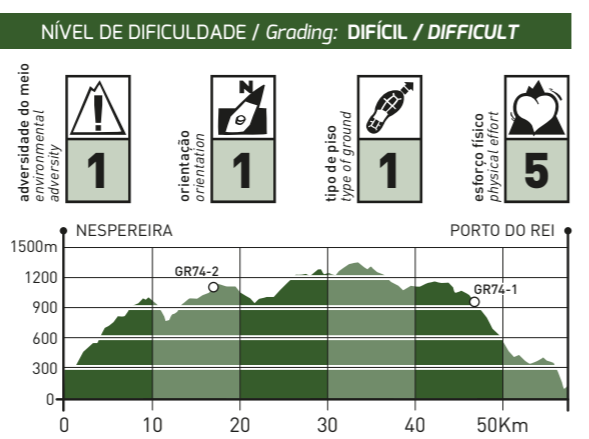 NÍVEL DE DIFICULDADE / Grading: DIFÍCIL / DIFFICULT
adversidade do meio
environmental
adversity
1
orientação
orientation
N
1
tipo de piso
type of ground
1
esforço físico
physical effort
5
NESPEREIRA
PORTO DO REI
1500m
1200
900
600
300
0
GR74-2
GR74-1
0
10
20
30
40
50Km